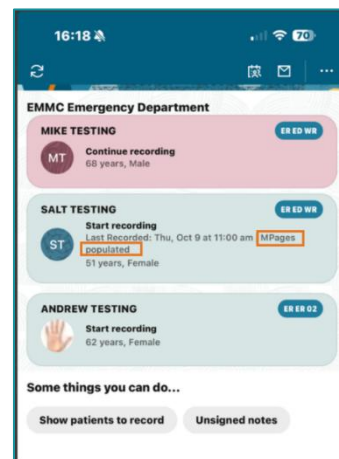 16:18
70
EMMC Emergency Department
MIKE TESTING
ER ED WR
MT
Continue recording
68 years, Male
SALT TESTING
ER ED WR
ST
Start recording
Last Recorded: Thu, Oct 9 at 11:00 am MPages
populated
51 years, Female
ANDREW TESTING
ER ER 02
Start recording
62 years, Female
Some things you can do...
Show patients to record
Unsigned notes